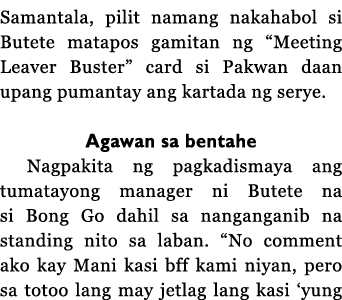 Samantala, pilit namang nakahabol si
Butete matapos gamitan ng “Meeting
Leaver Buster” card si Pakwan daan
upang pumantay ang kartada ng serye.
Agawan sa bentahe
Nagpakita ng pagkadismaya ang
tumatayong manager ni Butete na
si Bong Go dahil sa nanganganib na
standing nito sa laban. “No comment
ako kay Mani kasi bff kami niyan, pero
sa totoo lang may jetlag lang kasi ‘yung